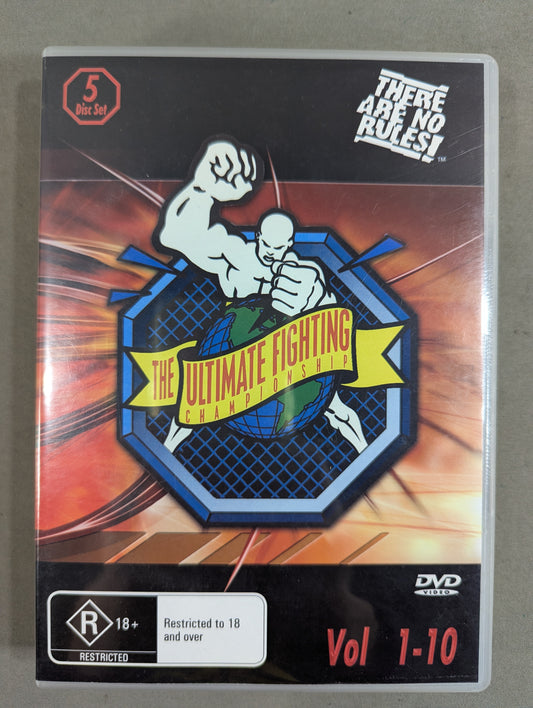 5
Disc Set
THERE
ARE NO
RULES!
TM
THE ULTIMATE FIGHTING
CHAMPIONSHIP
DVD
VIDEO
R 18+
RESTRICTED
Restricted to 18
and over
Vol 1-10